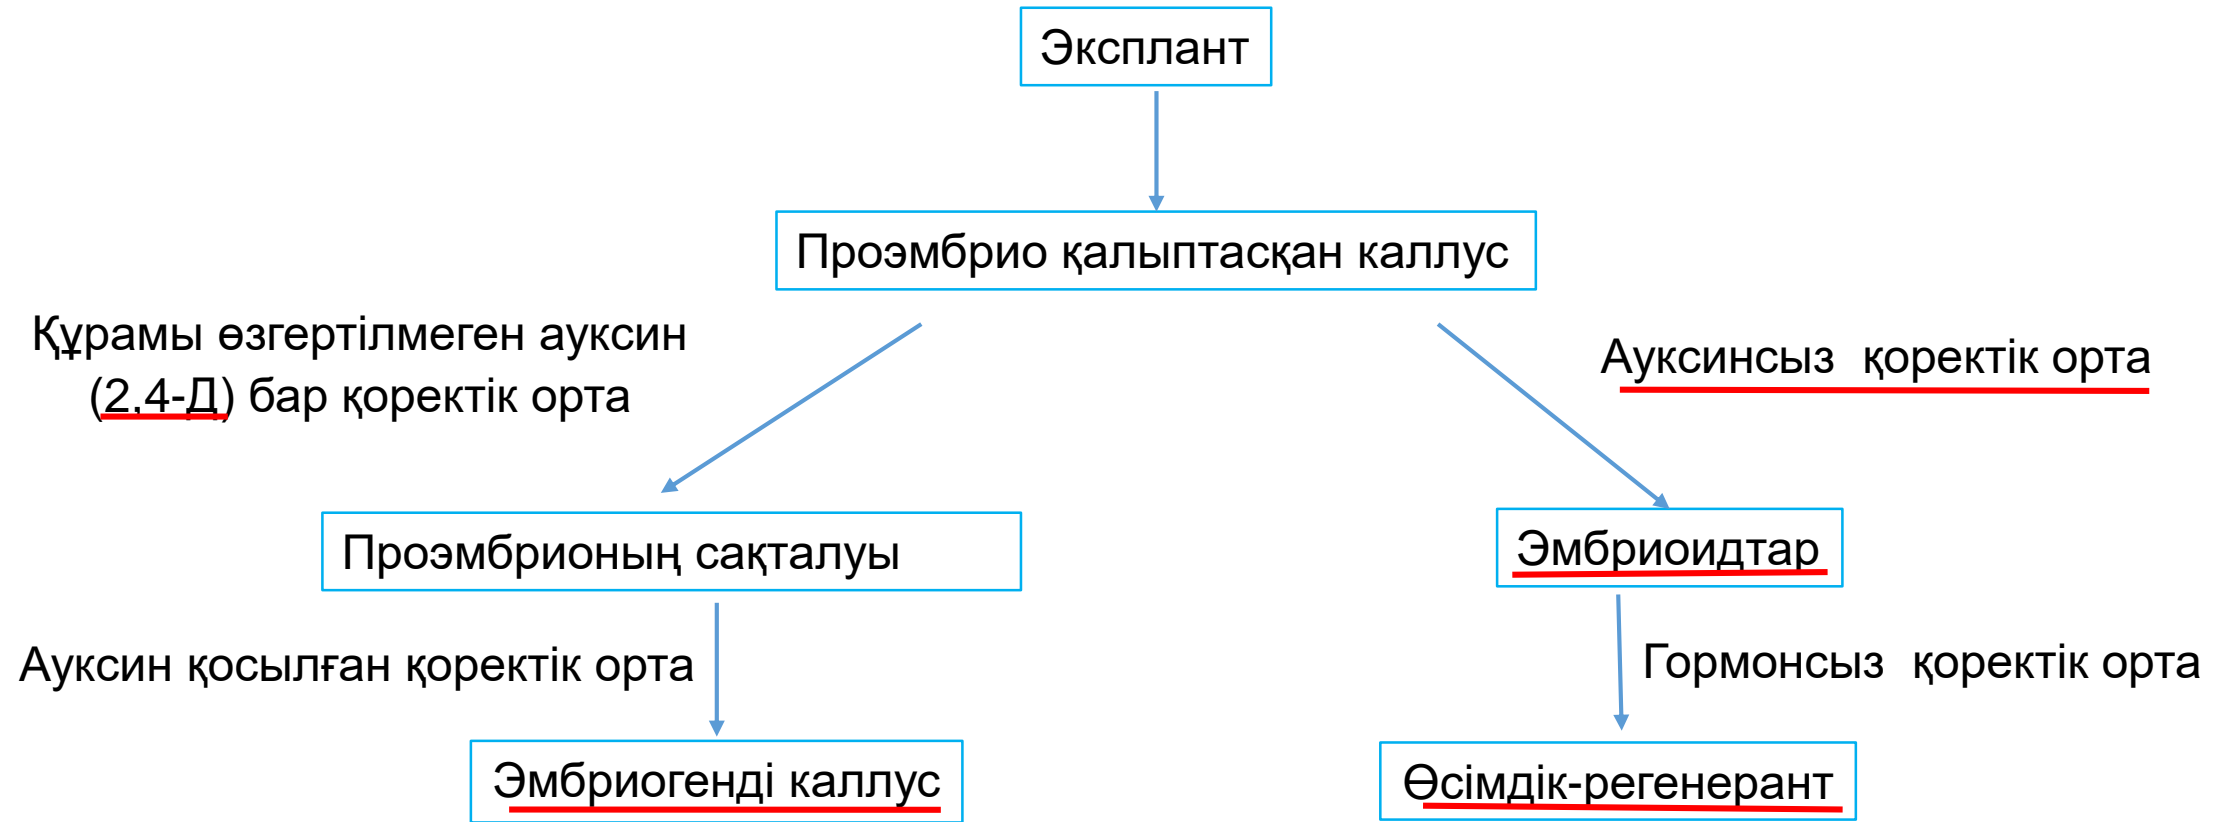 Эксплант
Проэмбрио қалыптасқан каллус
Құрамы өзгертілмеген ауксин
(2,4-Д) бар қоректік орта
Ауксинсыз қоректік орта
Проэмбрионың сақталуы
Эмбриоидтар
Ауксин қосылған қоректік орта
Гормонсыз қоректік орта
Эмбриогенді каллус
Өсімдік-регенерант